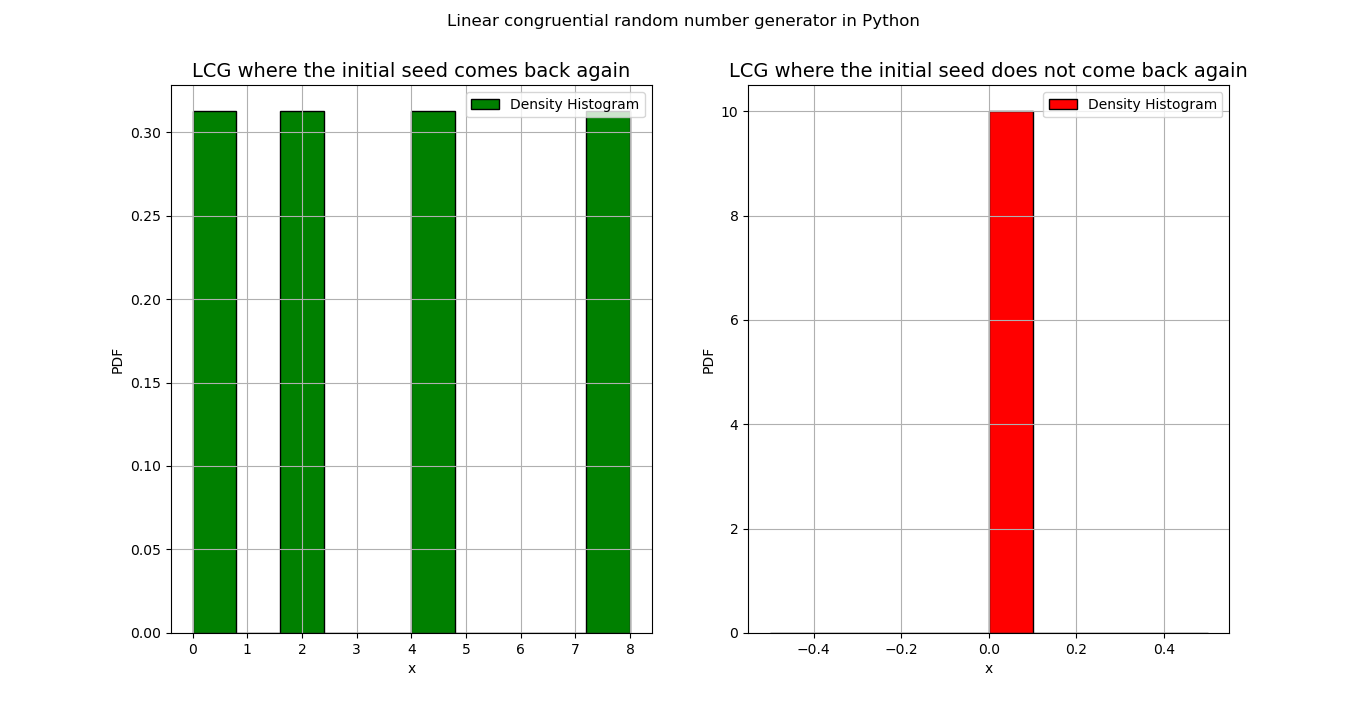 Linear congruential random number generator in Python
LCG where the initial seed comes back again
Density Histogram
0.30
0.25
0.20
0.15
0.10
0.05
0.00
PDF
0 1 2 3 4 5 6 7 8
x
LCG where the initial seed does not come back again
Density Histogram
10
8
6
4
2
0
PDF
−0.4 −0.2 0.0 0.2 0.4
x